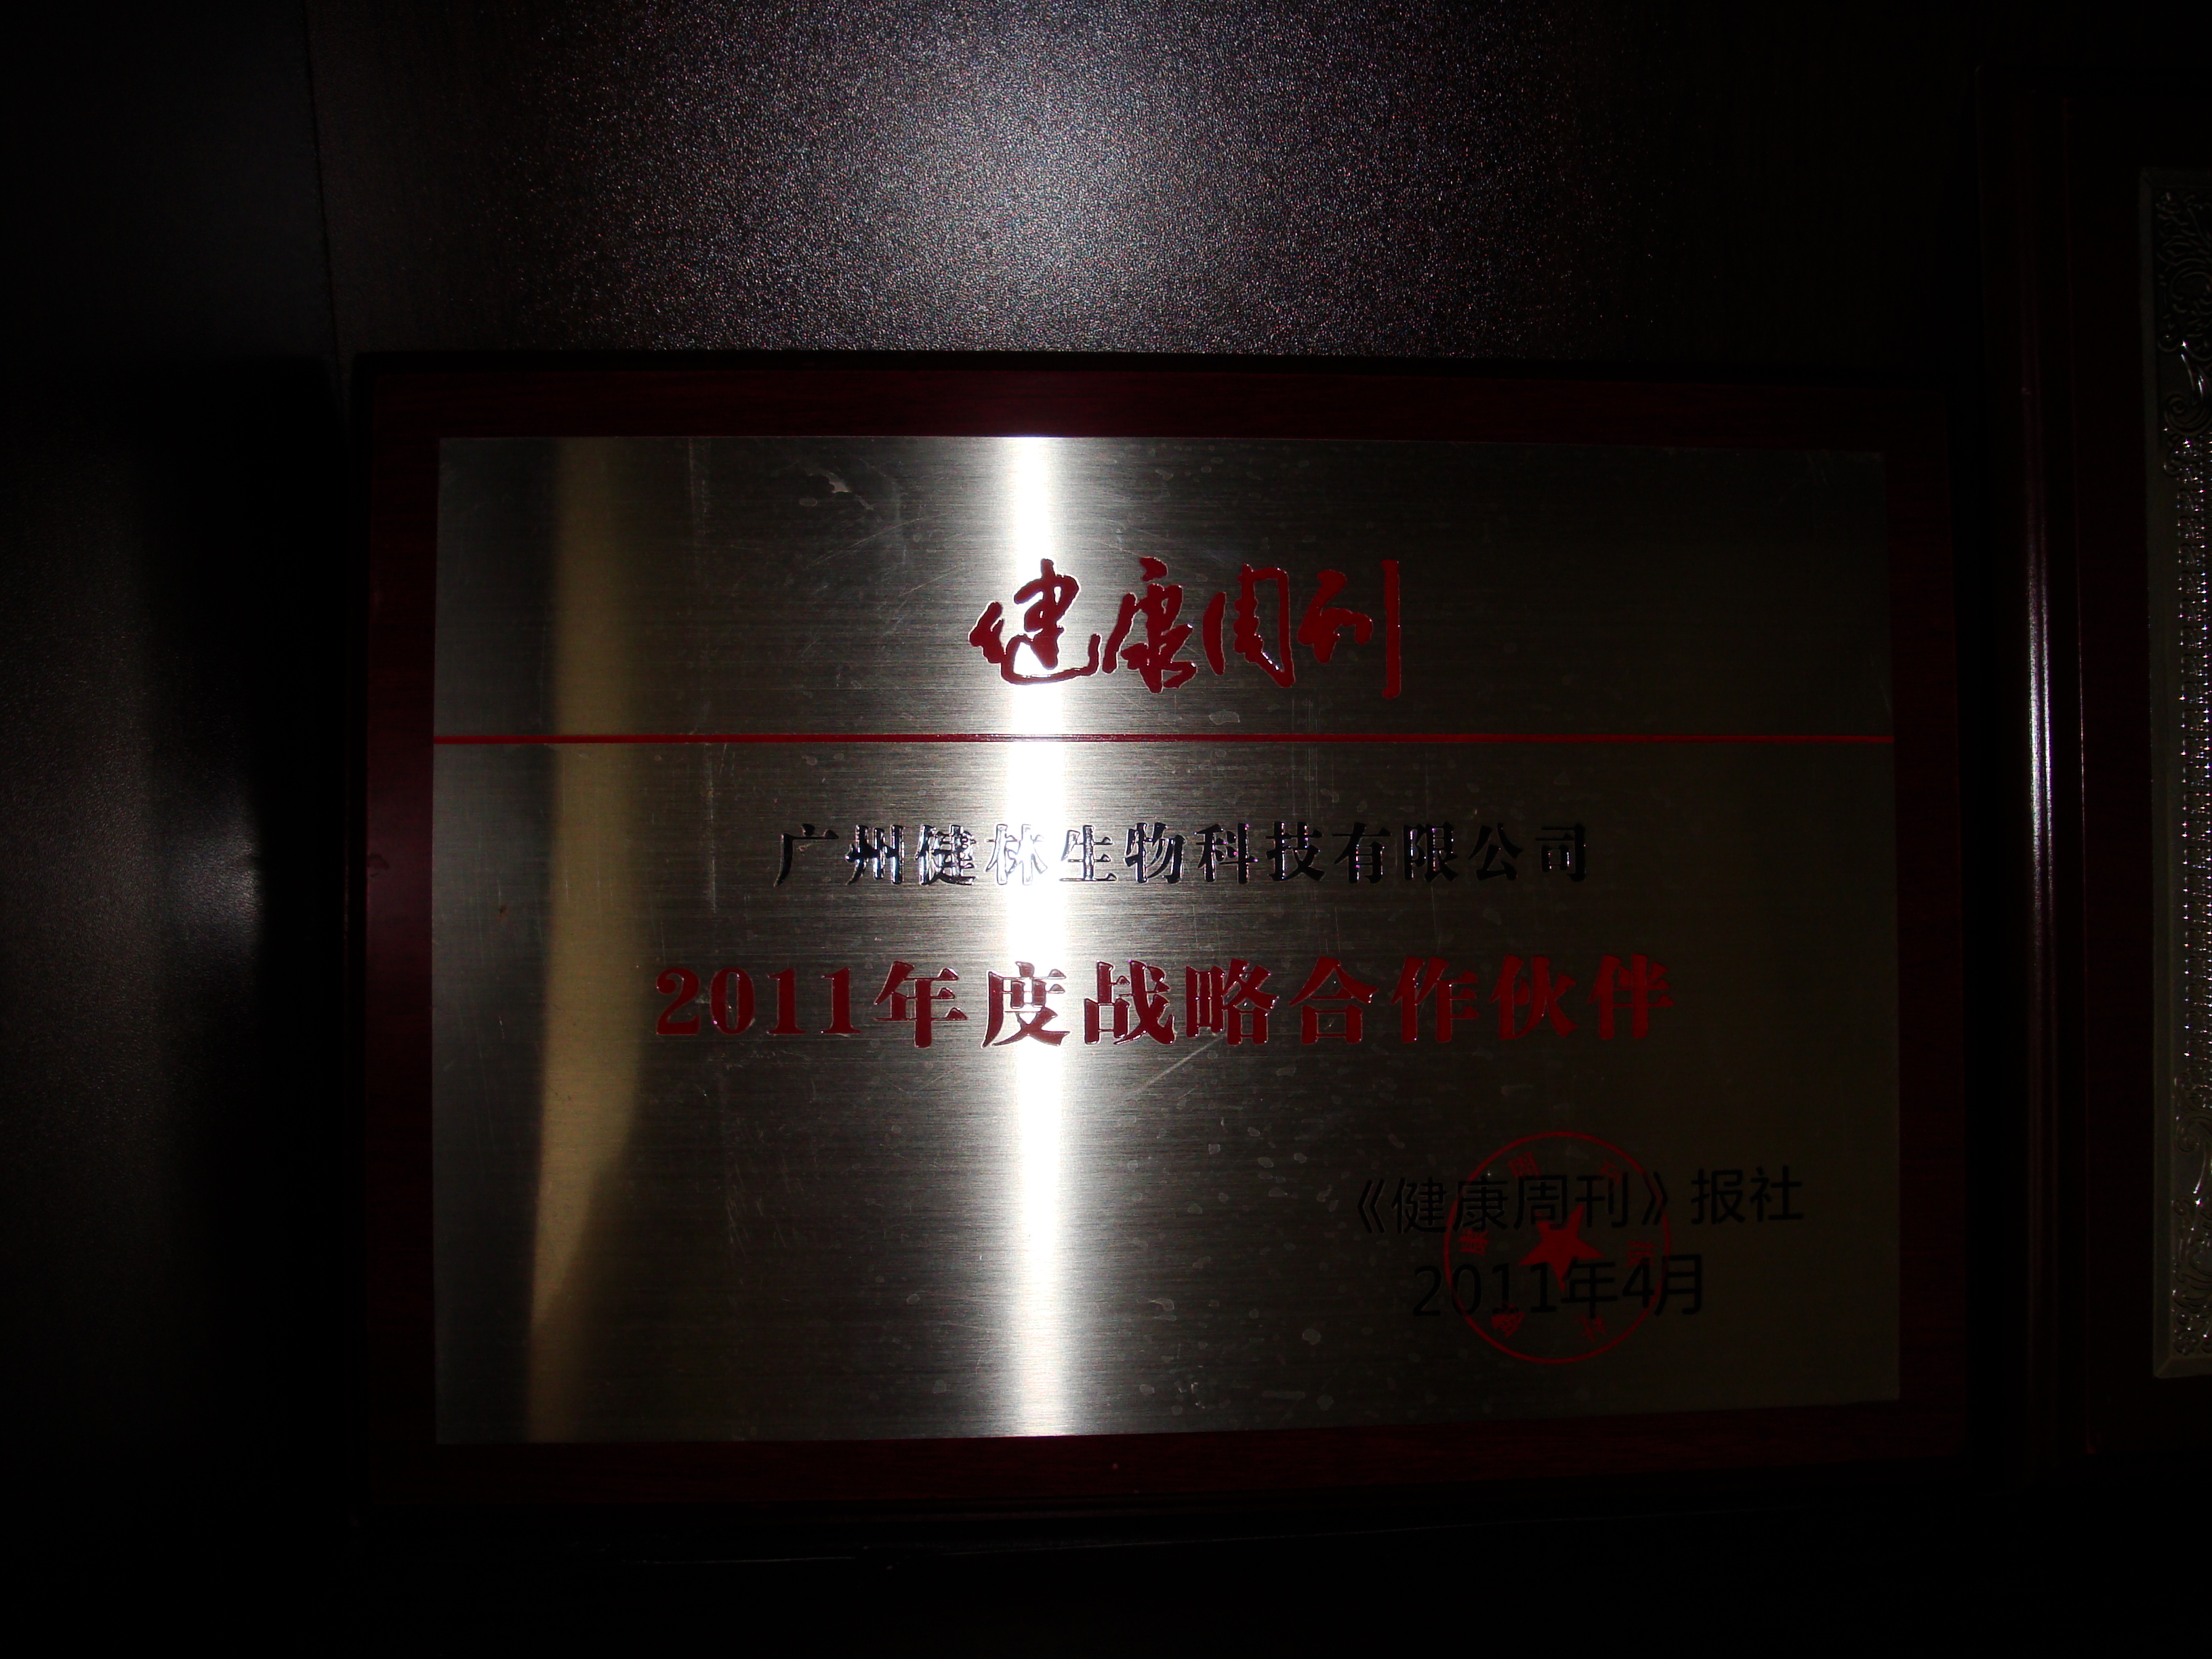 健康周刊
广州健林生物科技有限公司
2011年度战略合作伙伴
《健康周刊》报社
2011年4月